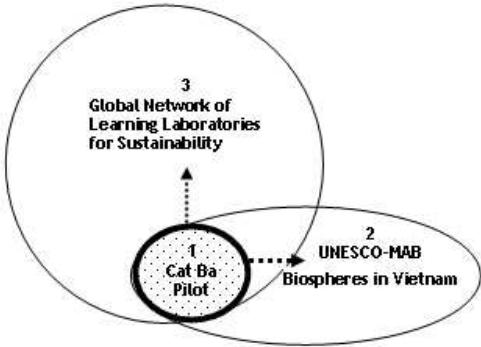 3
Global Network of
Learning Laboratories
for Sustainability
1
Cat Ba
Pilot
2
UNESCO-MAB
Biospheres in Vietnam